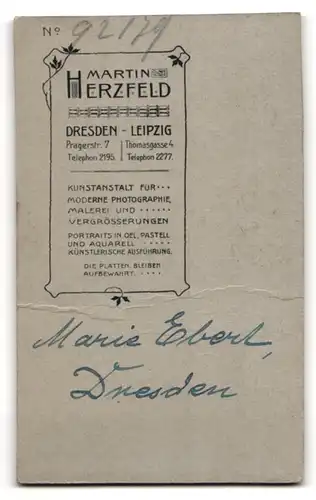 No 92179
MARTIN
HERZFELD
DRESDEN - LEIPZIG
Pragerstr. 7 Thomasgasse 4
Telephon 2195. Telephon 2277.
KUNSTANSTALT FÜR
MODERNE PHOTOGRAPHIE,
MALEREI UND
VERGRÖSSERUNGEN
PORTRAITS IN OEL, PASTELL
UND AQUARELL
KÜNSTLERISCHE AUSFÜHRUNG.
DIE PLATTEN BLEIBEN
AUFBEWAHRT.
Marie Ebert,
Dresden